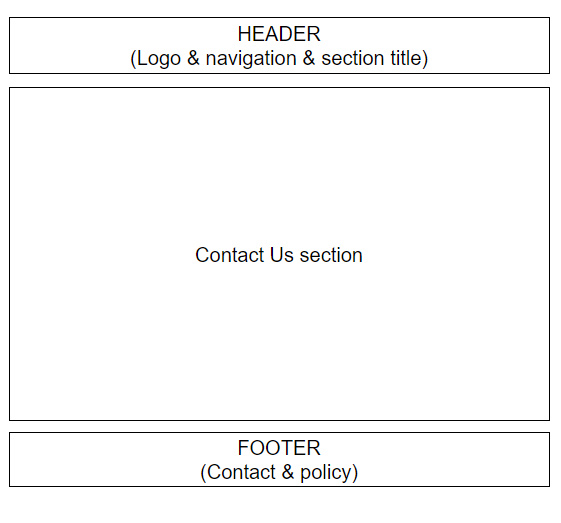 HEADER
(Logo & navigation & section title)
Contact Us section
FOOTER
(Contact & policy)